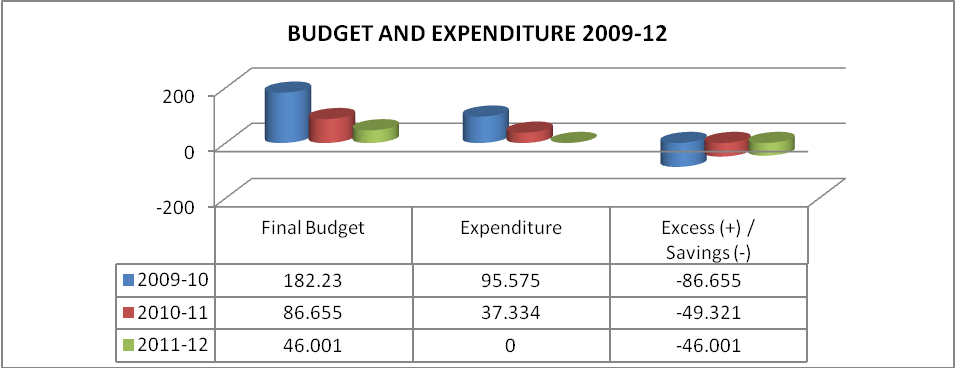 BUDGET AND EXPENDITURE 2009-12
200
0
-200
Final Budget Expenditure Excess (+) /
Savings (-)
2009-10 182.23 95.575 -86.655
2010-11 86.655 37.334 -49.321
2011-12 46.001 0 -46.001